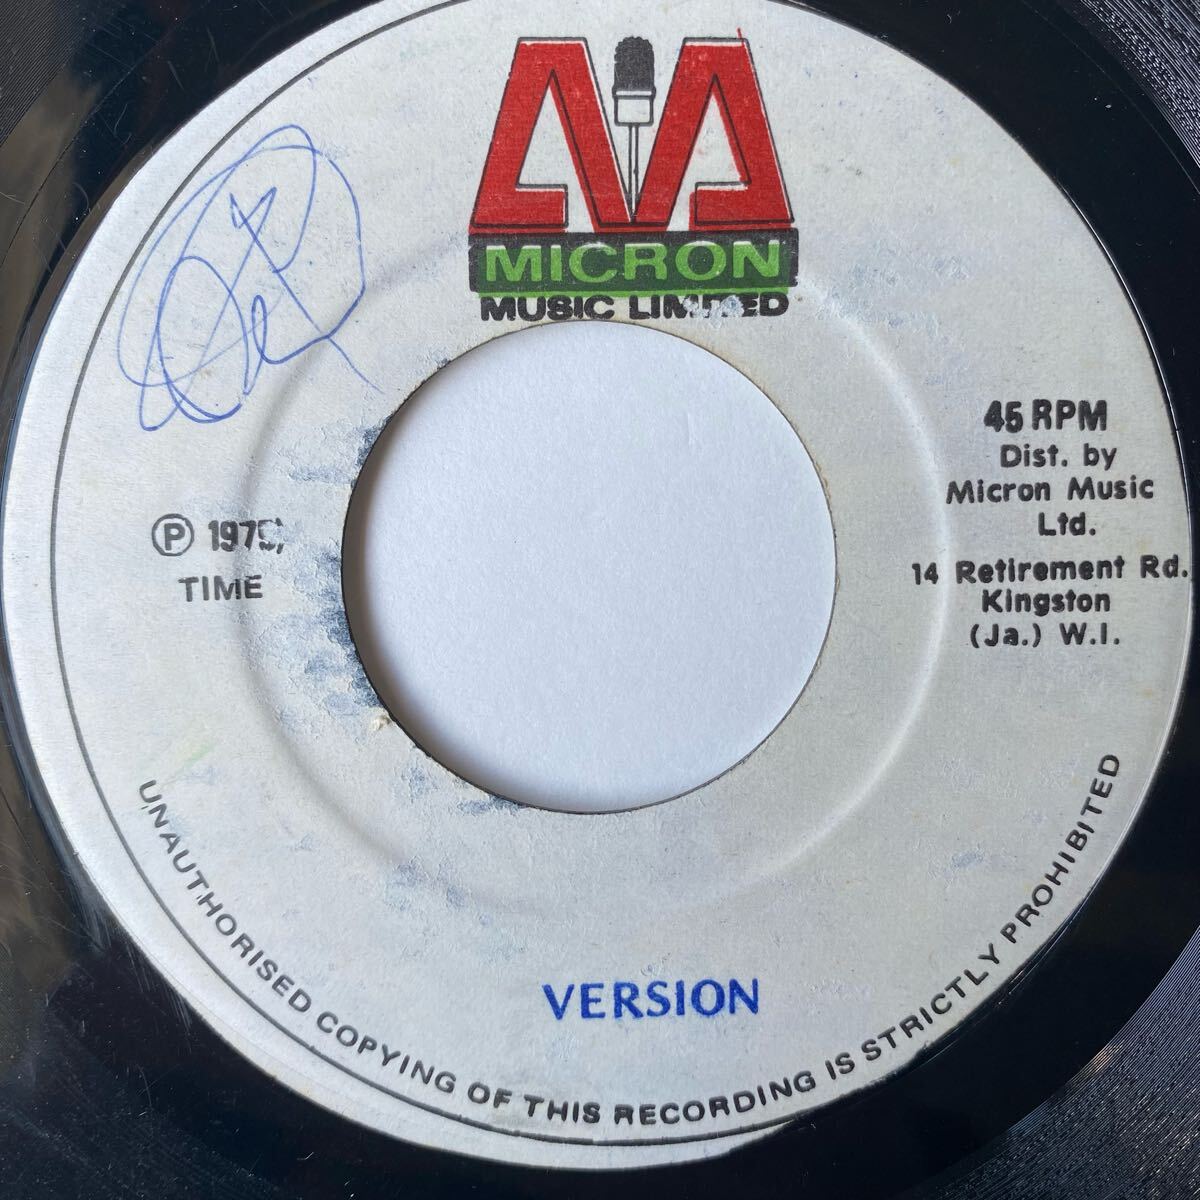 MICRON
MUSIC LIMITED
45 RPM
Dist. by
Micron Music
Ltd.
14 Retirement Rd.
Kingston
(Ja.) W.I.
Ⓟ 1975,
TIME
VERSION
UNAUTHORISED COPYING OF THIS RECORDING IS STRICTLY PROHIBITED